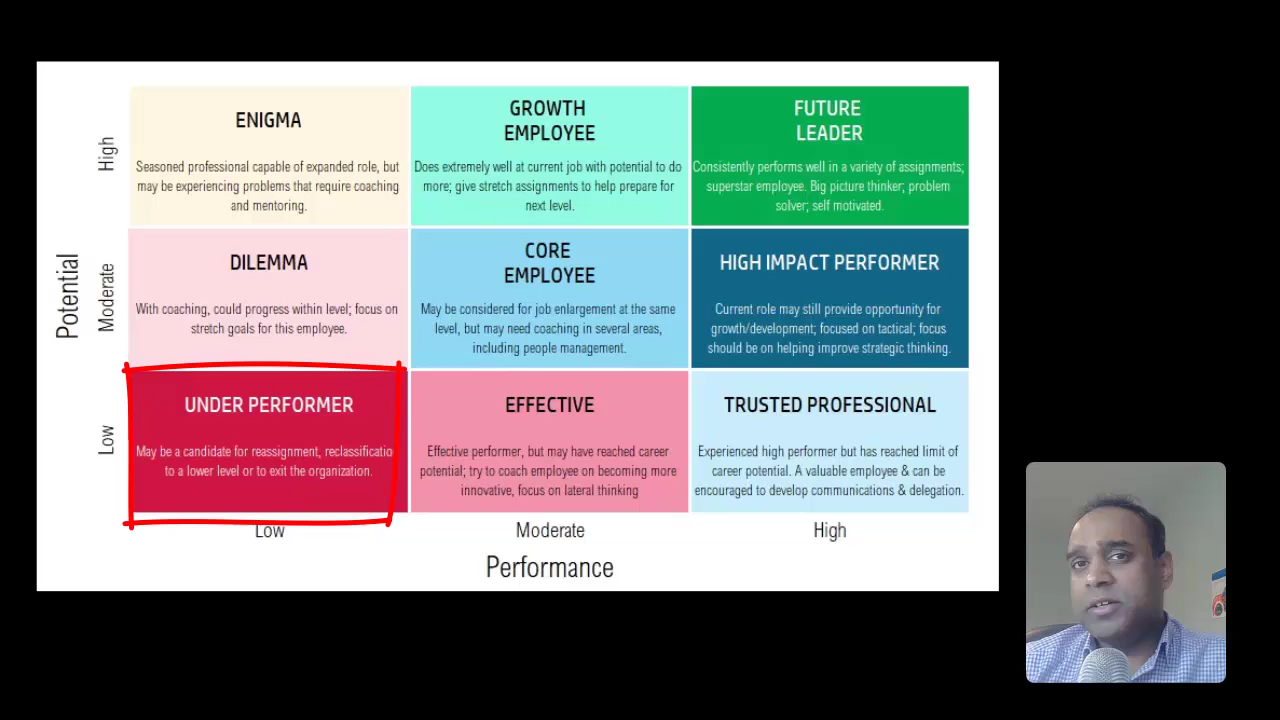 ENIGMA
Seasoned professional capable of expanded role, but
may be experiencing problems that require coaching
and mentoring.
GROWTH
EMPLOYEE
Does extremely well at current job with potential to do
more; give stretch assignments to help prepare for
next level.
FUTURE
LEADER
Consistently performs well in a variety of assignments;
superstar employee. Big picture thinker; problem
solver; self motivated.
High
DILEMMA
With coaching, could progress within level; focus on
stretch goals for this employee.
CORE
EMPLOYEE
May be considered for job enlargement at the same
level, but may need coaching in several areas,
including people management.
HIGH IMPACT PERFORMER
Current role may still provide opportunity for
growth/development; focused on tactical; focus
should be on helping improve strategic thinking.
Potential
Moderate
UNDER PERFORMER
May be a candidate for reassignment, reclassificatio
to a lower level or to exit the organization.
EFFECTIVE
Effective performer, but may have reached career
potential; try to coach employee on becoming more
innovative, focus on lateral thinking
TRUSTED PROFESSIONAL
Experienced high performer but has reached limit of
career potential. A valuable employee & can be
encouraged to develop communications & delegation.
Low
Low
Moderate
High
Performance